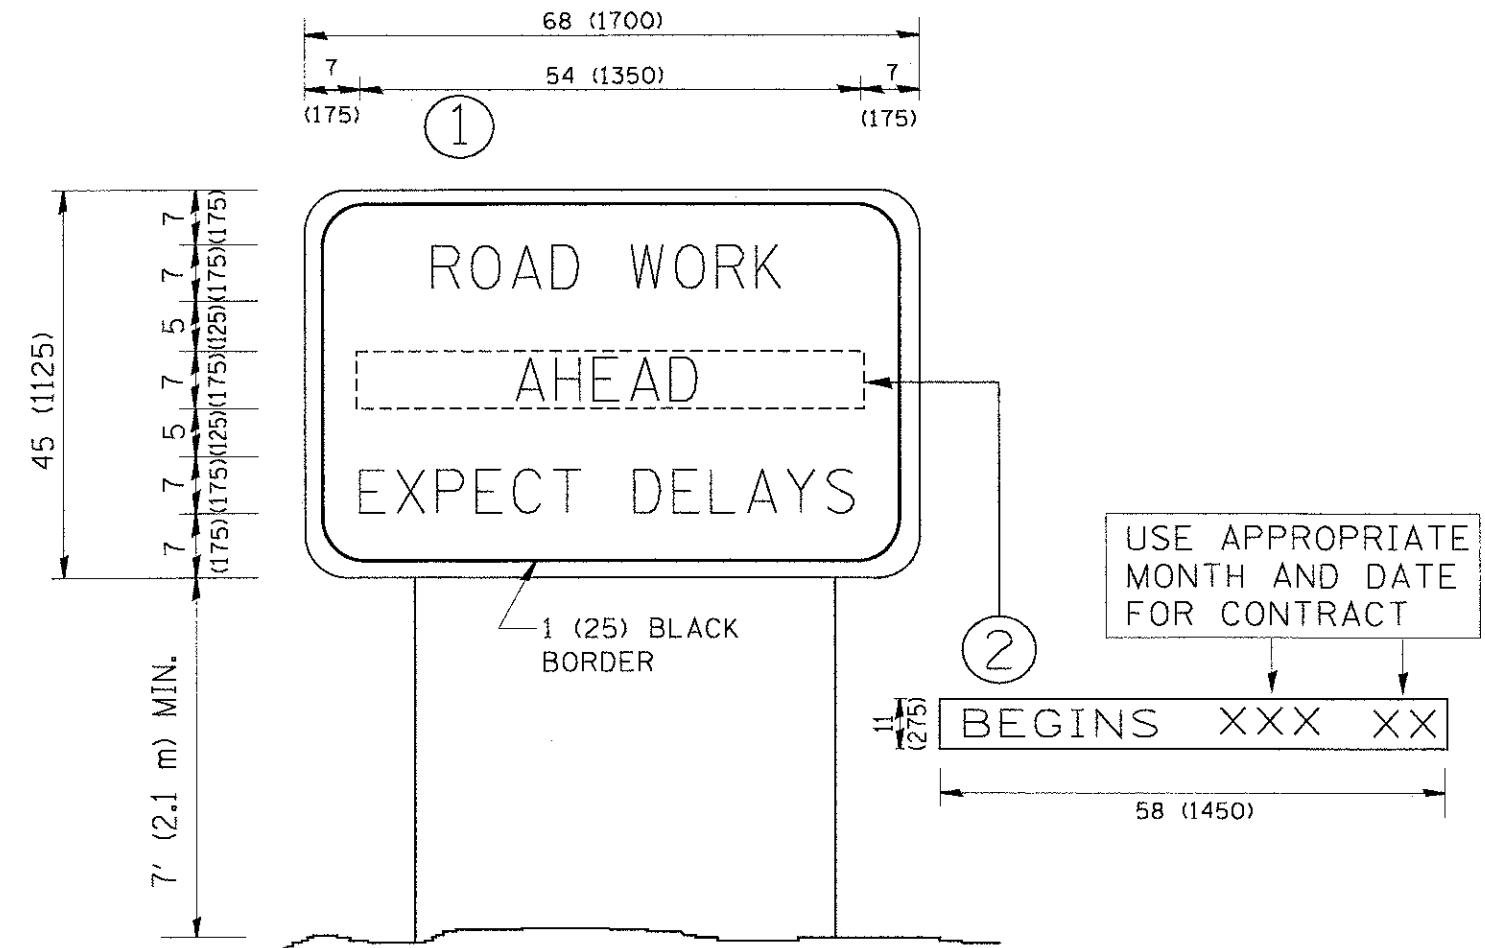 68 (1700)
7
54 (1350)
7
(175)
(175)
1
7 (175)
7 (175)
5 (125)
7 (175)
5 (125)
7 (175)
7 (175)
45 (1125)
ROAD WORK
AHEAD
EXPECT DELAYS
1 (25) BLACK
BORDER
7' (2.1 m) MIN.
2
USE APPROPRIATE
MONTH AND DATE
FOR CONTRACT
11
(275)
BEGINS XXX XX
58 (1450)